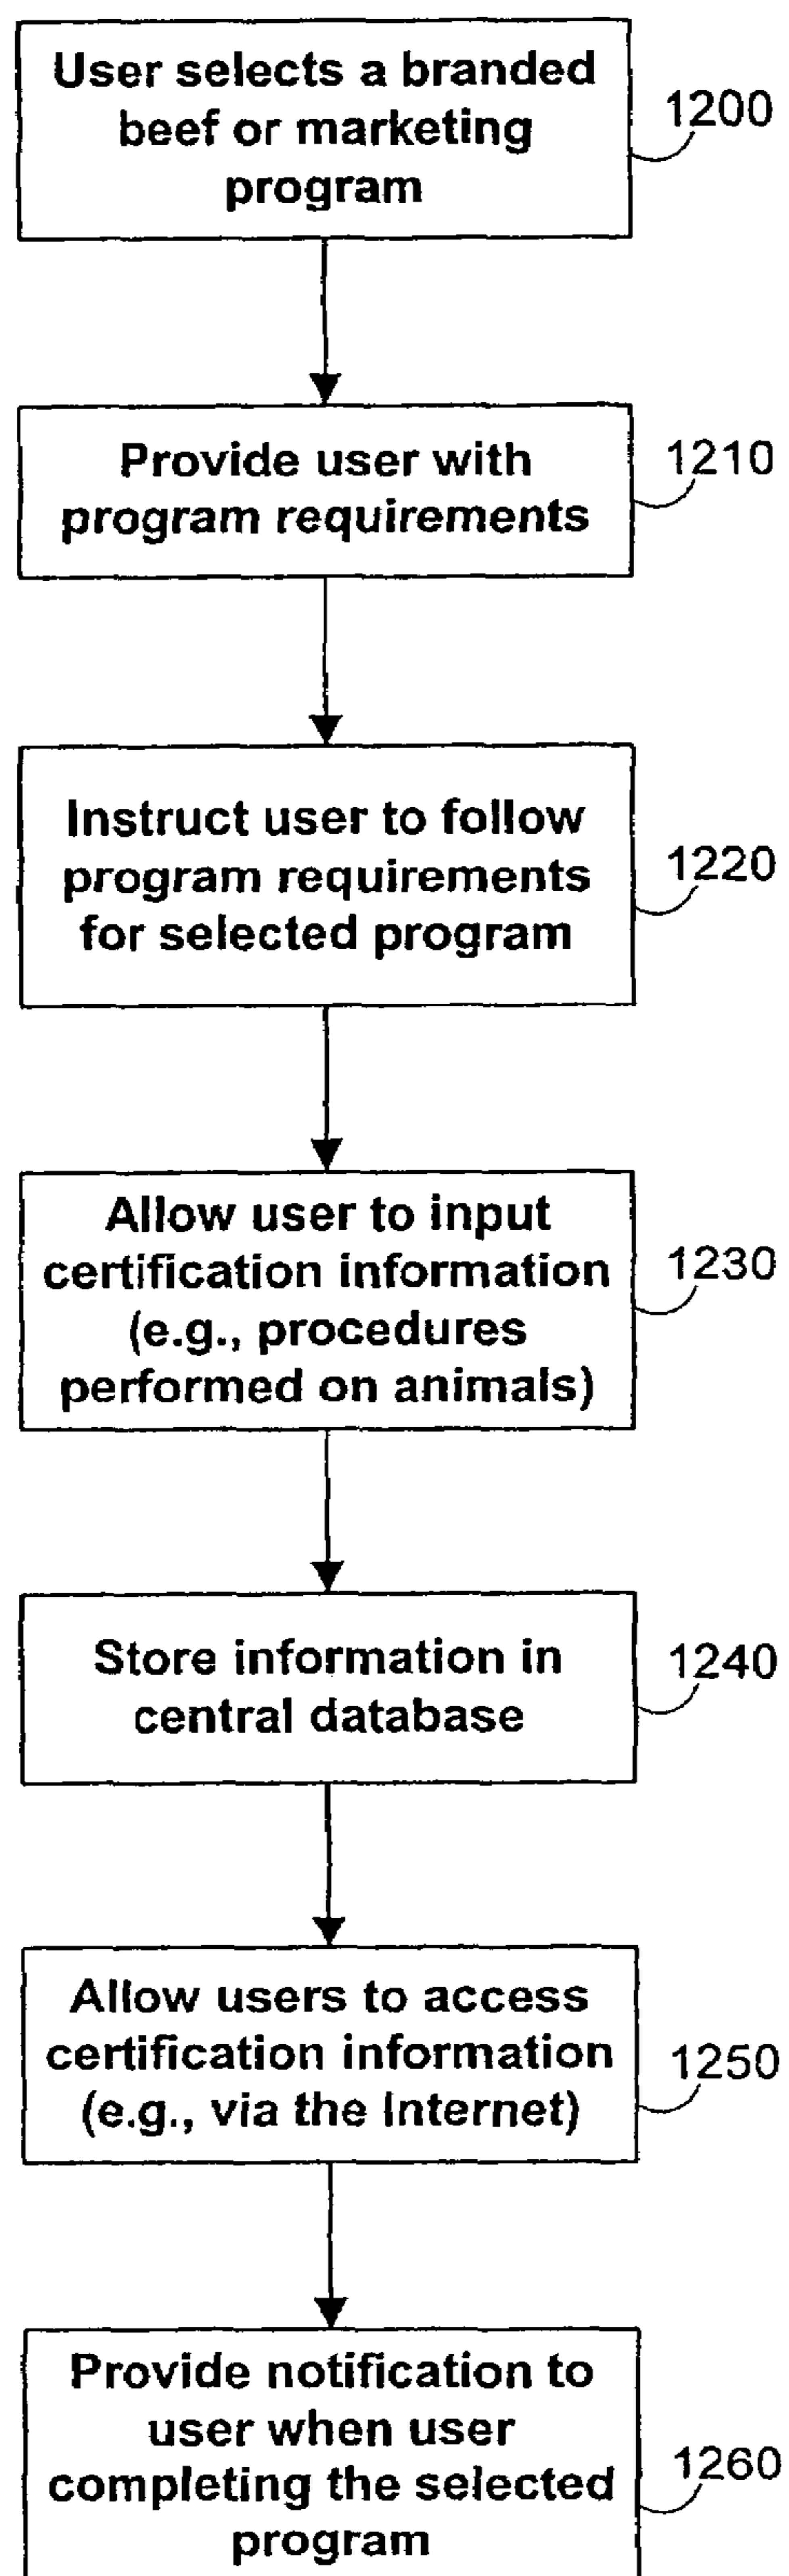 User selects a branded
beef or marketing
program
1200
Provide user with
program requirements
1210
Instruct user to follow
program requirements
for selected program
1220
Allow user to input
certification information
(e.g., procedures
performed on animals)
1230
Store information in
central database
1240
Allow users to access
certification information
(e.g., via the Internet)
1250
Provide notification to
user when user
completing the selected
program
1260